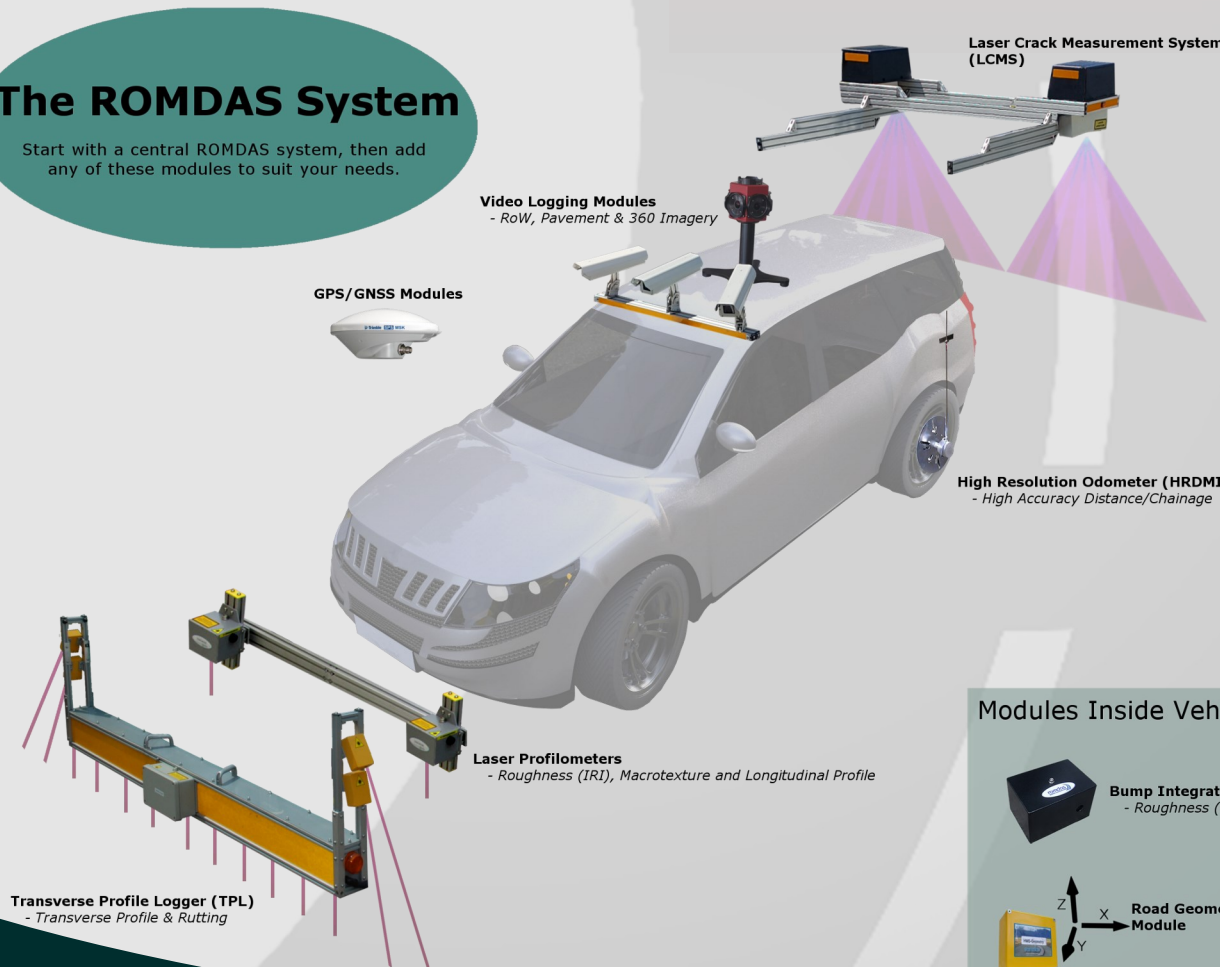 The ROMDAS System
Start with a central ROMDAS system, then add
any of these modules to suit your needs.
Laser Crack Measurement System
(LCMS)
Video Logging Modules
- RoW, Pavement & 360 Imagery
GPS/GNSS Modules
Trimble GPS
High Resolution Odometer (HRDMI
- High Accuracy Distance/Chainage
Laser Profilometers
- Roughness (IRI), Macrotexture and Longitudinal Profile
Transverse Profile Logger (TPL)
- Transverse Profile & Rutting
Modules Inside Veh
Bump Integrat
- Roughness (
Z
X
Y
Road Geome
Module